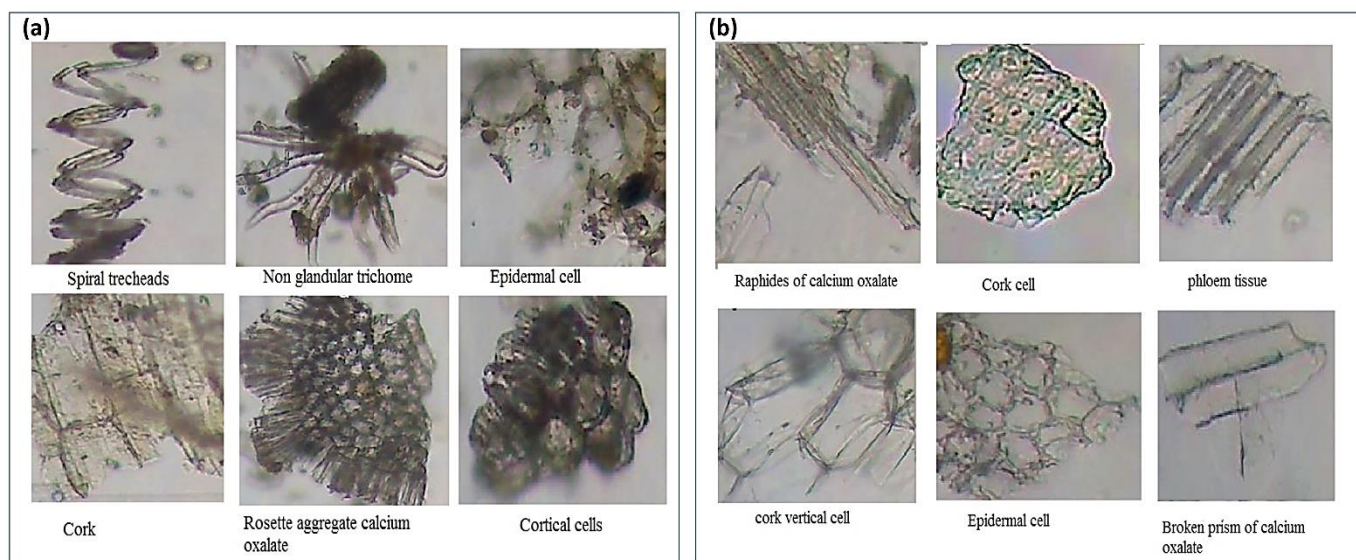 (a)
Spiral trecheads
Non glandular trichome
Epidermal cell
Cork
Rosette aggregate calcium
oxalate
Cortical cells
(b)
Raphides of calcium oxalate
Cork cell
phloem tissue
cork vertical cell
Epidermal cell
Broken prism of calcium
oxalate